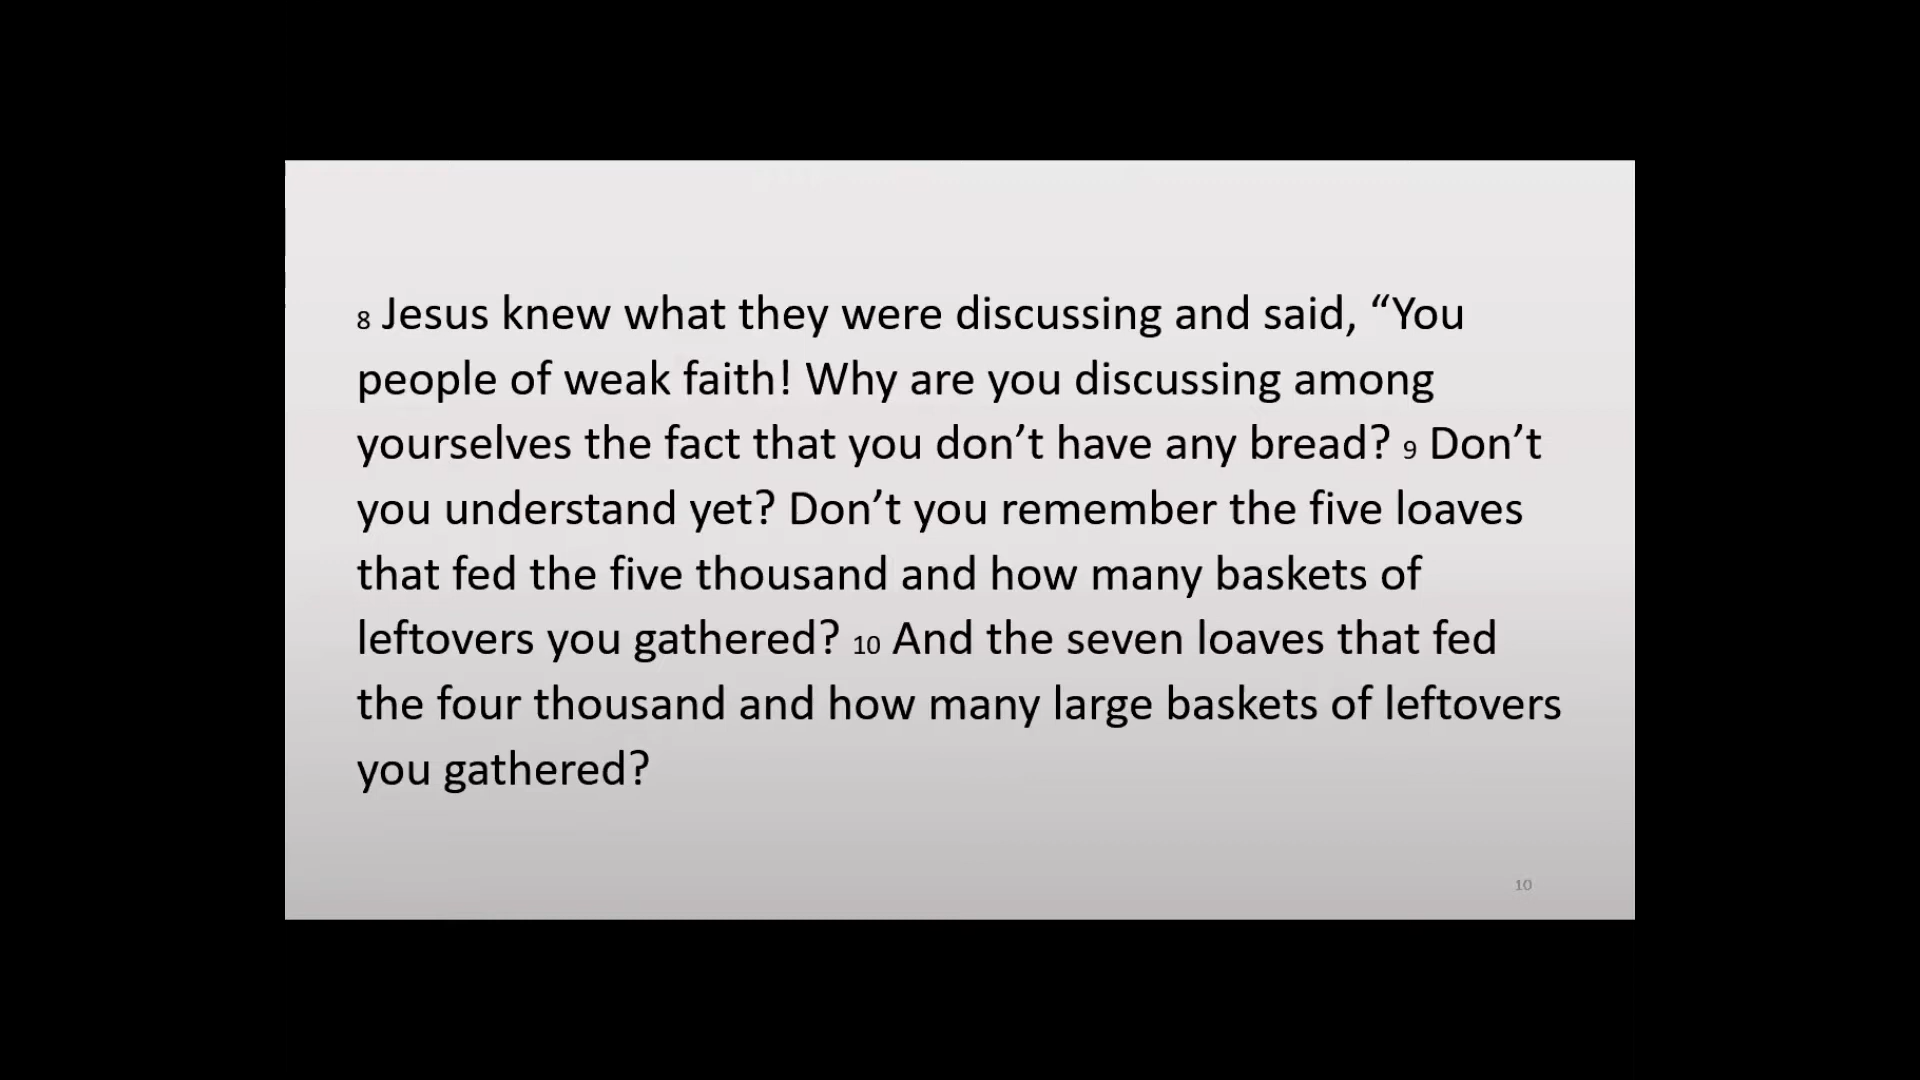 8 Jesus knew what they were discussing and said, “You
people of weak faith! Why are you discussing among
yourselves the fact that you don’t have any bread? 9 Don’t
you understand yet? Don’t you remember the five loaves
that fed the five thousand and how many baskets of
leftovers you gathered? 10 And the seven loaves that fed
the four thousand and how many large baskets of leftovers
you gathered?
10